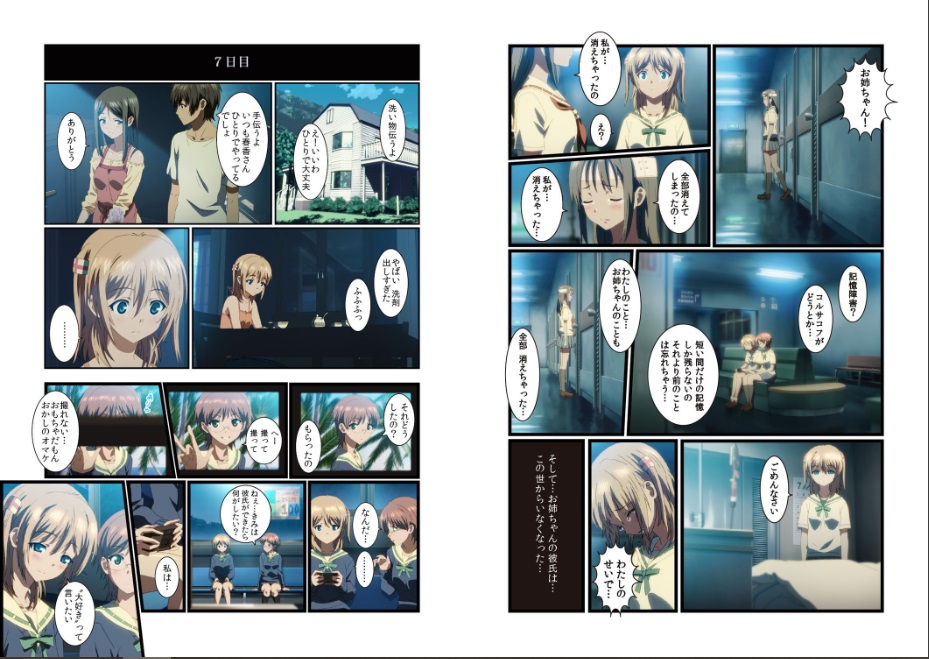 お姉ちゃん!
私が…
消えちゃったの
え?
全部消えて
しまったの…
私が…
消えちゃった…
記憶障害?
コルサコフが
どうとか…
短い間だけの記憶
しか残らないの
それより前のこと
は忘れちゃう…
わたしのこと…
お姉ちゃんのことも
全部 消えちゃった…
ごめんなさい
わたしの
せいで…
そして…お姉ちゃんの彼氏は…
この世からいなくなった…
7日目
洗い物伝うよ
え!いいわ
ひとりで大丈夫
手伝うよ
いつも春香さん
ひとりでやってる
でしょ
ありがとう
やばい 洗剤
出しすぎた
ふふふっ
………
それどう
したの?
もらったの
へー
撮って
撮って
撮れない…
おもちゃだもん
おかしのオマケ
なんだ…
………
ねぇ…きみは
彼氏ができたら
何がしたい?
私は…
“大好き”って
言いたい